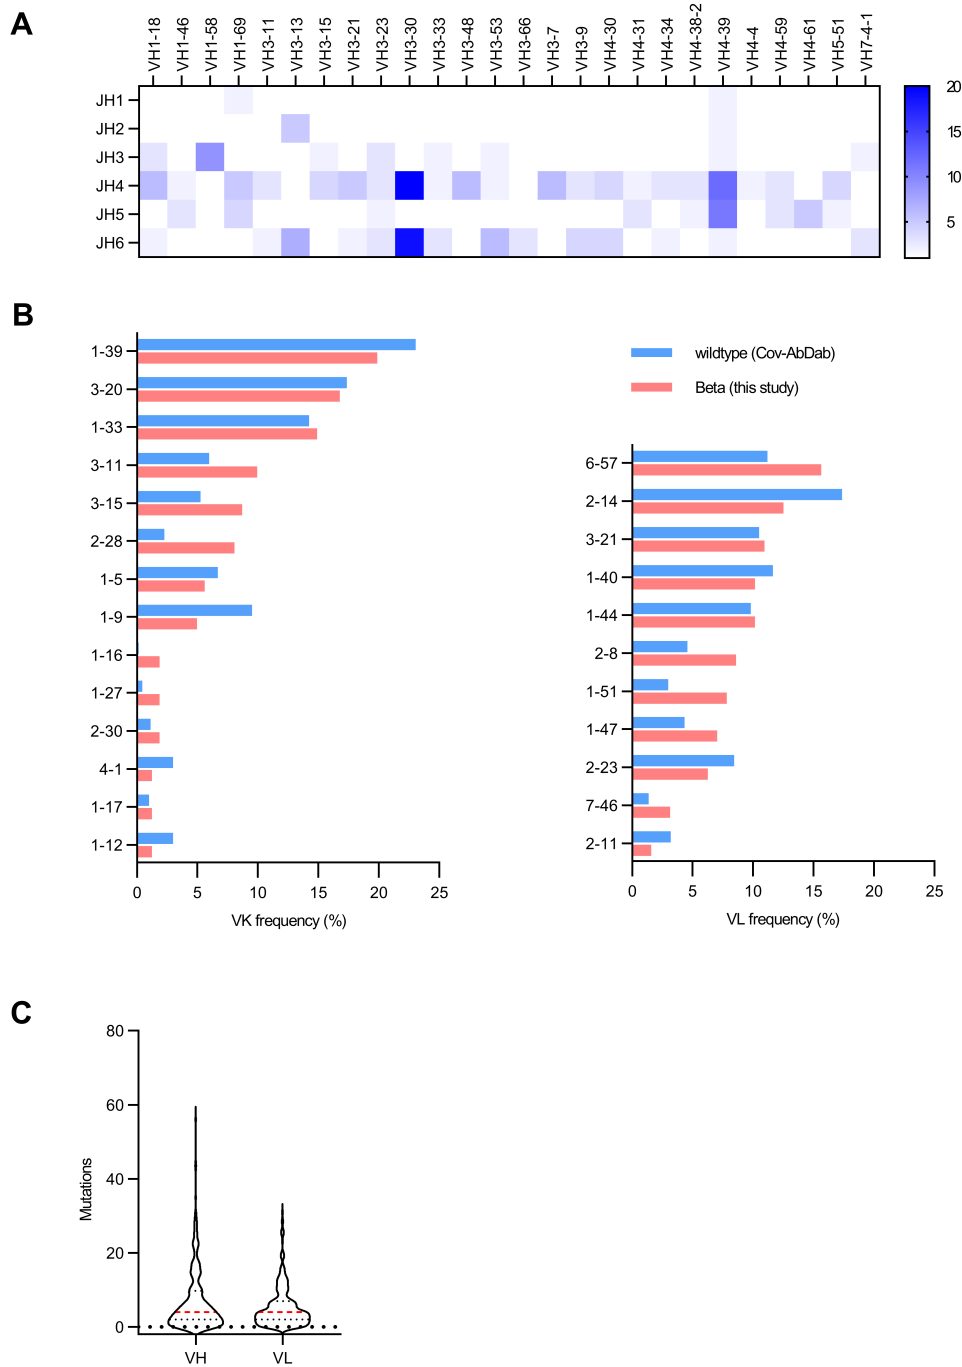 A
VH1-18
VH1-46
VH1-58
VH1-69
VH3-11
VH3-13
VH3-15
VH3-21
VH3-23
VH3-30
VH3-33
VH3-48
VH3-53
VH3-66
VH3-7
VH3-9
VH4-30
VH4-31
VH4-34
VH4-38-2
VH4-39
VH4-4
VH4-59
VH4-61
VH5-51
VH7-4-1
JH1
JH2
JH3
JH4
JH5
JH6
20
15
10
5
B
1-39
3-20
1-33
3-11
3-15
2-28
1-5
1-9
1-16
1-27
2-30
4-1
1-17
1-12
0 5 10 15 20 25
VK frequency (%)
wildtype (Cov-AbDab)
Beta (this study)
6-57
2-14
3-21
1-40
1-44
2-8
1-51
1-47
2-23
7-46
2-11
0 5 10 15 20 25
VL frequency (%)
C
80
60
40
20
0
Mutations
VH VL